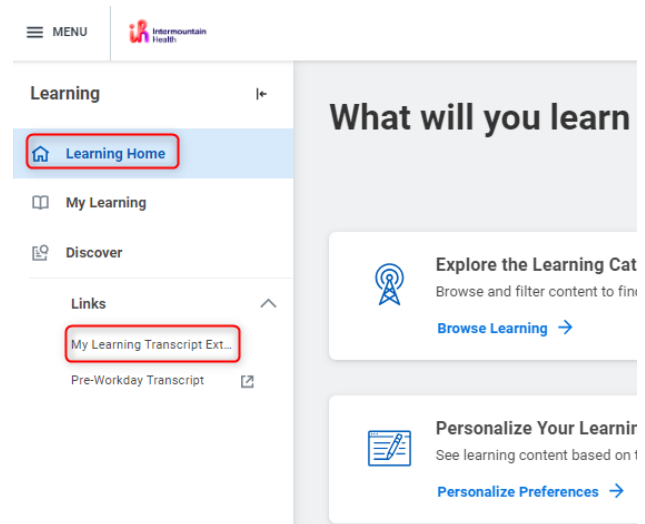 MENU
Intermountain
Health
Learning
Learning Home
My Learning
Discover
Links
My Learning Transcript Ext...
Pre-Workday Transcript
What will you learn
Explore the Learning Cat
Browse and filter content to find
Browse Learning
Personalize Your Learnin
See learning content based on t
Personalize Preferences